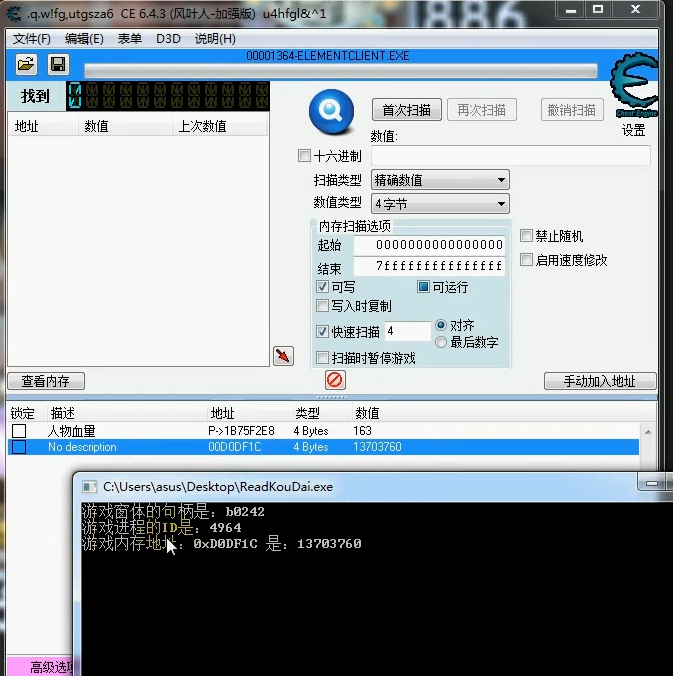 .q.w!fg,utgsza6 CE 6.4.3 (风叶人-加强版) u4hfgl&^1
文件(F) 编辑(E) 表单 D3D 说明(H)
00001364-ELEMENTCLIENT.EXE
找到
地址 数值 上次数值
首次扫描 再次扫描 撤销扫描
Cheat Engine
设置
数值:
十六进制
扫描类型 精确数值
数值类型 4字节
内存扫描选项
起始 0000000000000000
结束 7fffffffffffffff
可写 可运行
写入时复制
快速扫描 4 对齐
最后数字
扫描时暂停游戏
禁止随机
启用速度修改
查看内存 手动加入地址
锁定 描述 地址 类型 数值
人物血量 P->1B75F2E8 4 Bytes 163
No description 00D0DF1C 4 Bytes 13703760
C:\Users\asus\Desktop\ReadKouDai.exe
游戏窗体的句柄是：b0242
游戏进程的ID是：4964
游戏内存地址：0xD0DF1C 是：13703760
高级选项